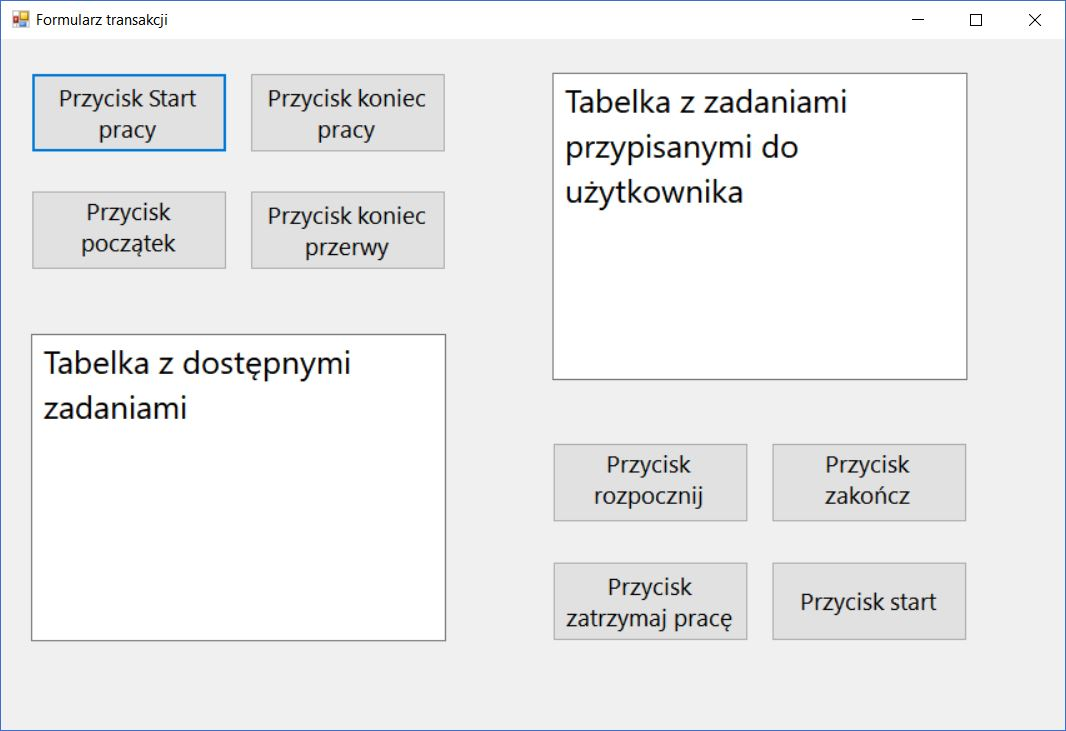 Formularz transakcji
Przycisk Start
pracy
Przycisk koniec
pracy
Przycisk
początek
Przycisk koniec
przerwy
Tabelka z dostępnymi
zadaniami
Tabelka z zadaniami
przypisanymi do
użytkownika
Przycisk
rozpocznij
Przycisk
zakończ
Przycisk
zatrzymaj pracę
Przycisk start